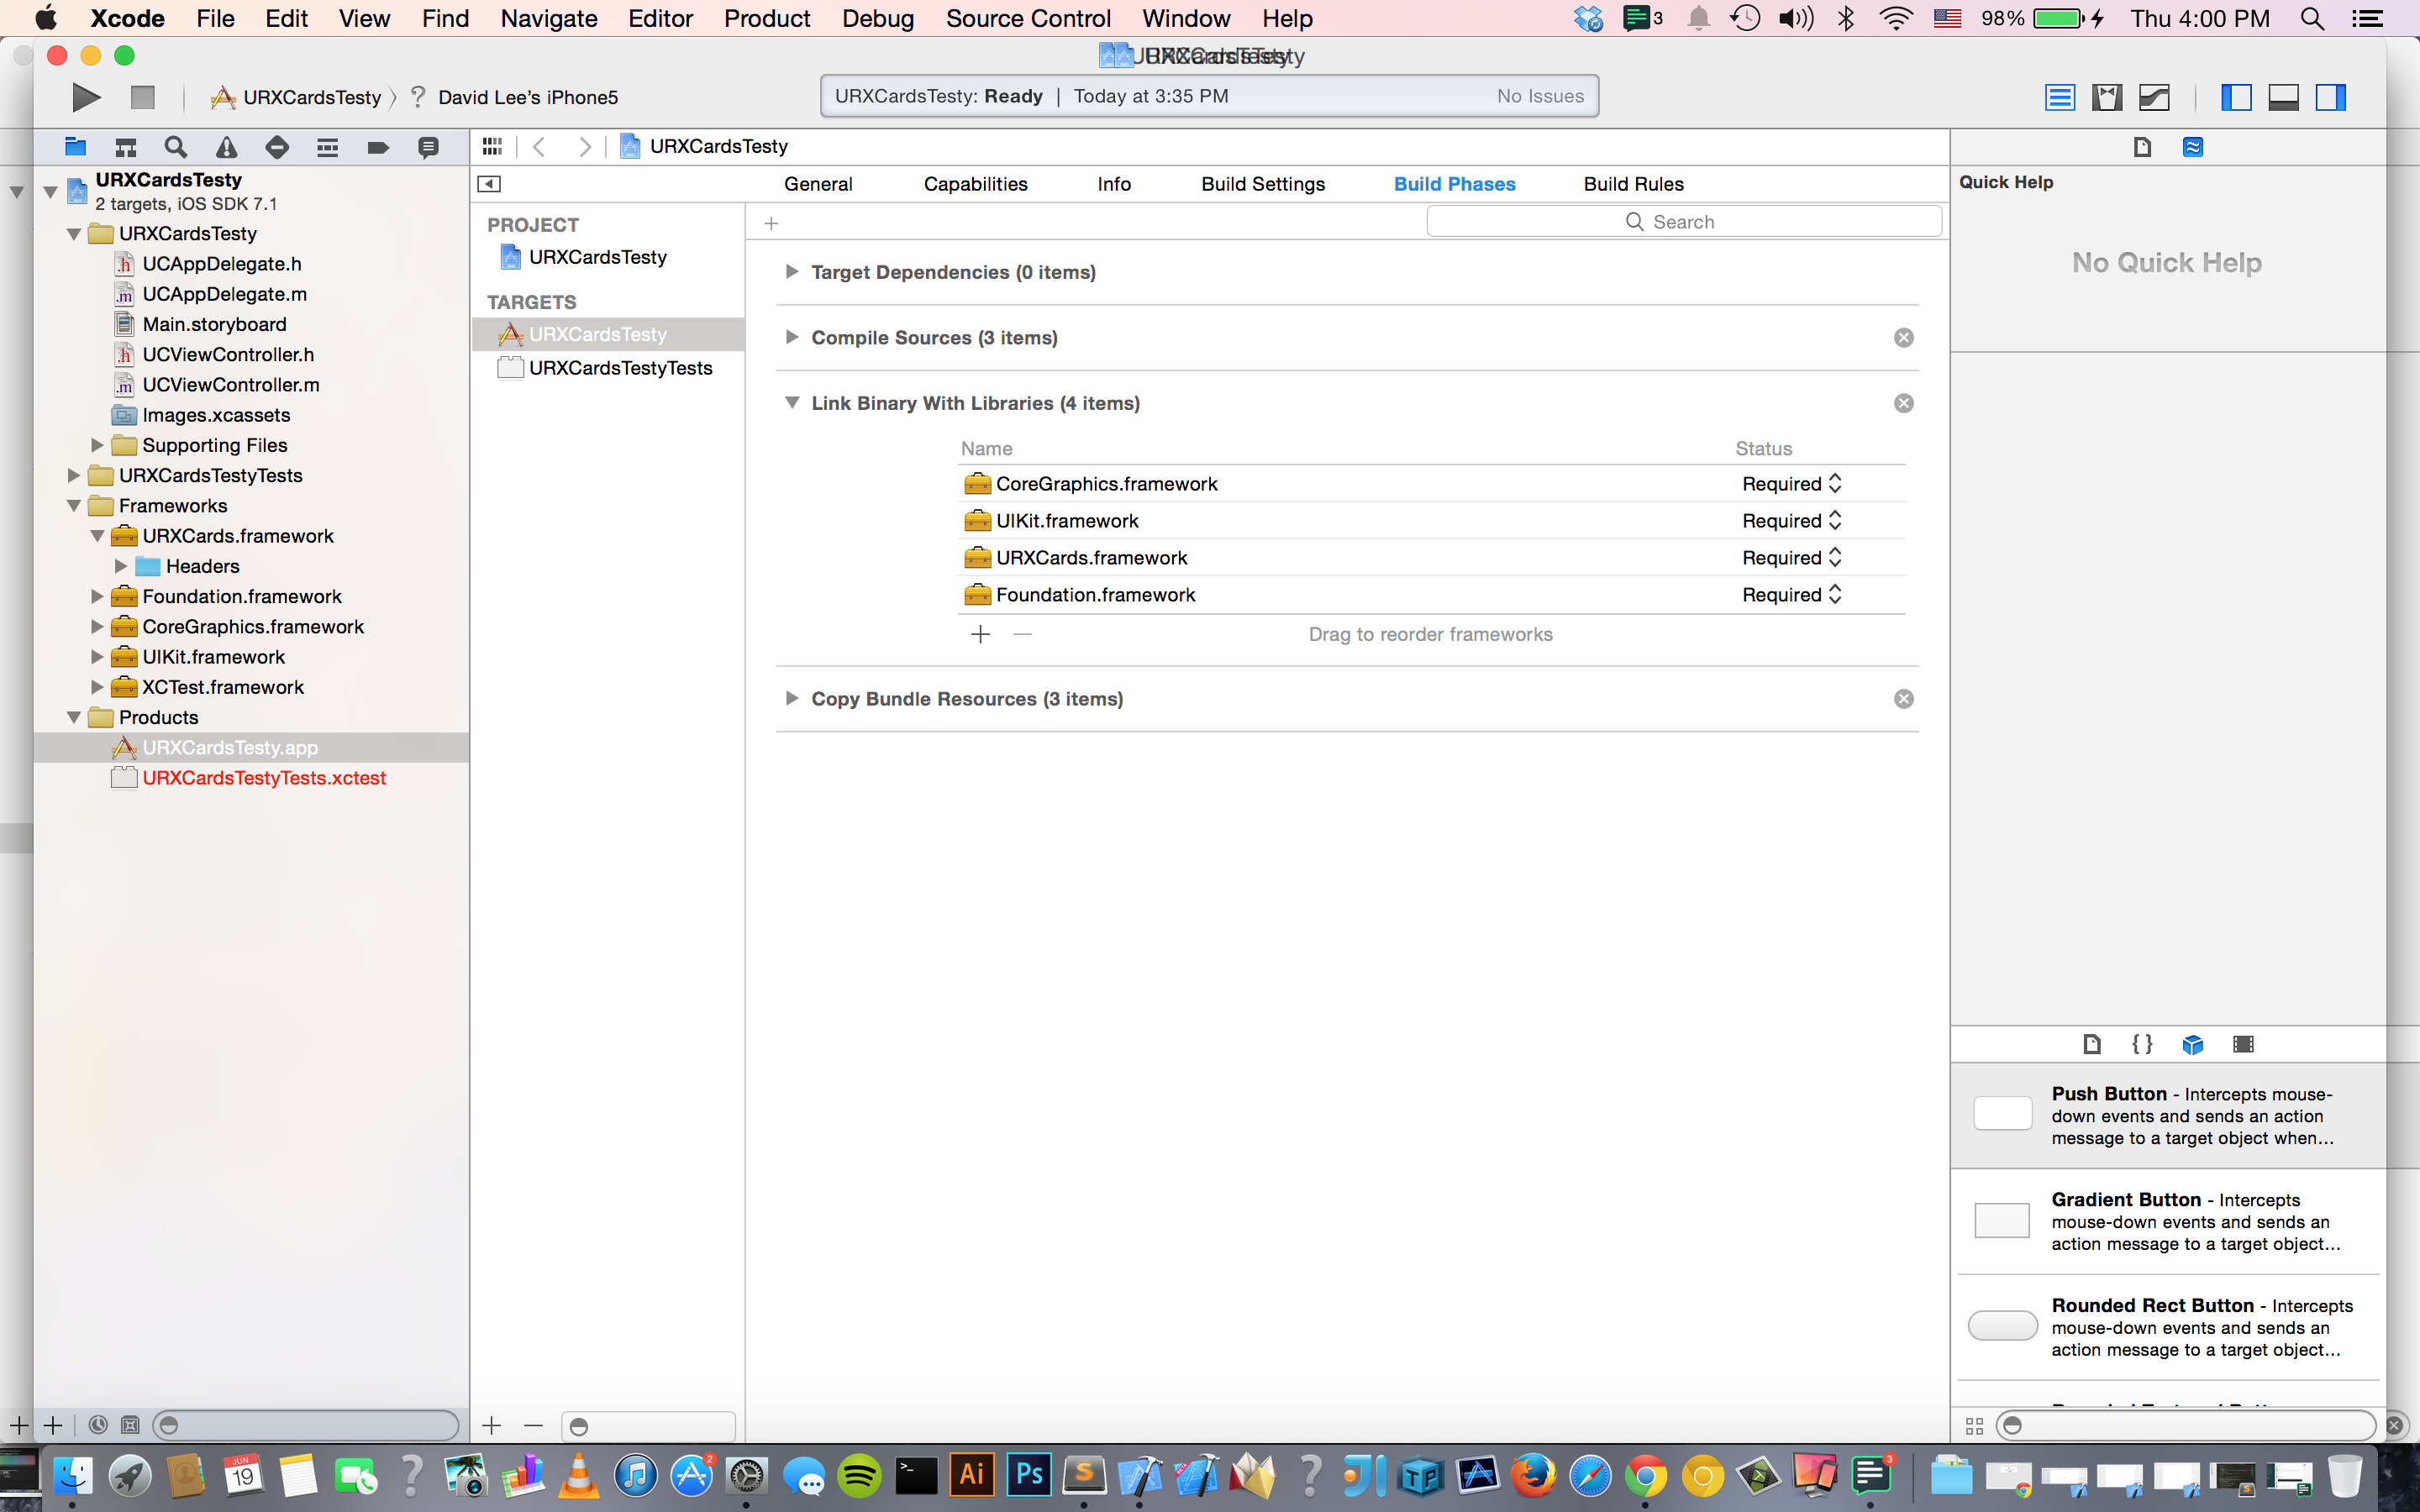 Xcode File Edit View Find Navigate Editor Product Debug Source Control Window Help 3 98% Thu 4:00 PM
URXCardsTesty
URXCardsTesty David Lee's iPhone5
URXCardsTesty: Ready | Today at 3:35 PM No Issues
URXCardsTesty
URXCardsTesty
2 targets, iOS SDK 7.1
URXCardsTesty
UCAppDelegate.h
UCAppDelegate.m
Main.storyboard
UCViewController.h
UCViewController.m
Images.xcassets
Supporting Files
URXCardsTestyTests
Frameworks
URXCards.framework
Headers
Foundation.framework
CoreGraphics.framework
UIKit.framework
XCTest.framework
Products
URXCardsTesty.app
URXCardsTestyTests.xctest
General Capabilities Info Build Settings Build Phases Build Rules
PROJECT
URXCardsTesty
TARGETS
URXCardsTesty
URXCardsTestyTests
Search
Target Dependencies (0 items)
Compile Sources (3 items)
Link Binary With Libraries (4 items)
Name Status
CoreGraphics.framework Required
UIKit.framework Required
URXCards.framework Required
Foundation.framework Required
Drag to reorder frameworks
Copy Bundle Resources (3 items)
Quick Help
No Quick Help
Push Button - Intercepts mouse-
down events and sends an action
message to a target object when...
Gradient Button - Intercepts
mouse-down events and sends an
action message to a target object...
Rounded Rect Button - Intercepts
mouse-down events and sends an
action message to a target object...
JUN
19
2
Ai
Ps
S
TP
3